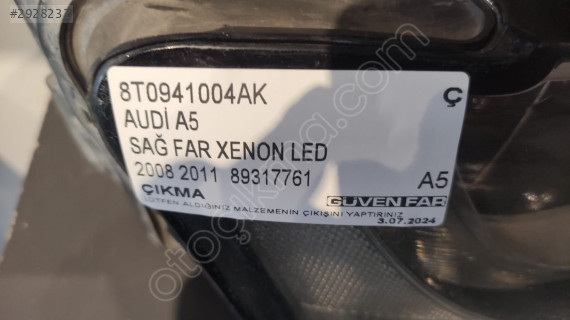 #292823
8T0941004AK Ç
AUDİ A5
SAĞ FAR XENON LED
2008 2011 89317761 A5
ÇIKMA GÜVEN FAR
LÜTFEN ALDIĞINIZ MALZEMENİN ÇIKIŞINI YAPTIRINIZ
3.07.2024